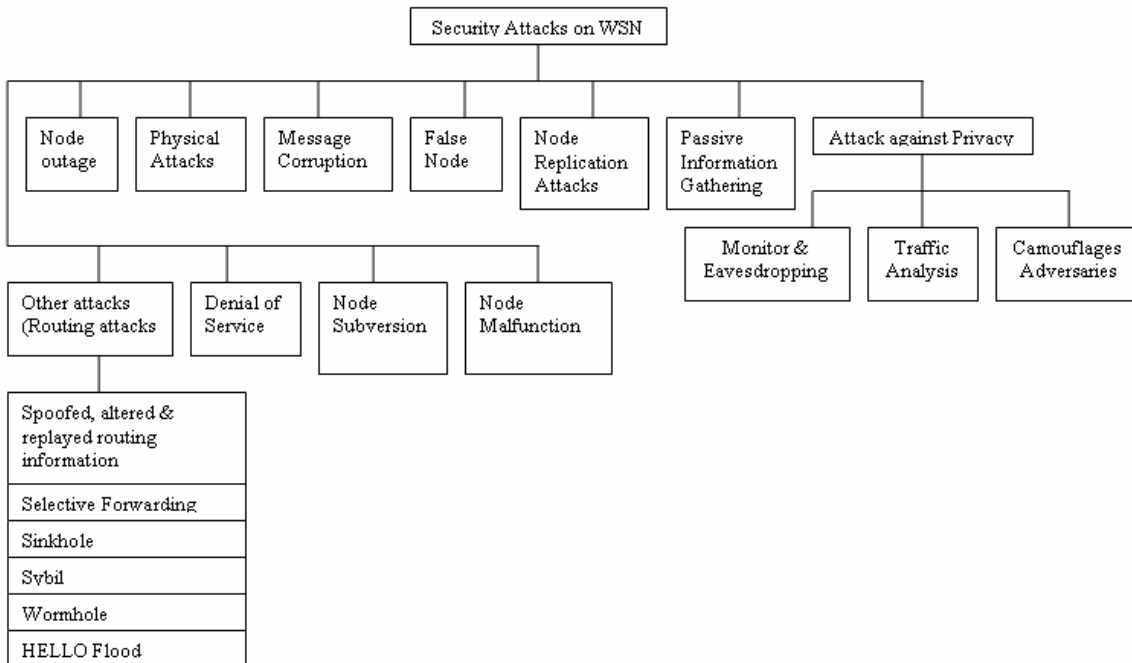 Security Attacks on WSN
Node
outage
Physical
Attacks
Message
Corruption
False
Node
Node
Replication
Attacks
Passive
Information
Gathering
Attack against Privacy
Monitor &
Eavesdropping
Traffic
Analysis
Camouflages
Adversaries
Other attacks
(Routing attacks
Denial of
Service
Node
Subversion
Node
Malfunction
Spoofed, altered &
replayed routing
information
Selective Forwarding
Sinkhole
Sybil
Wormhole
HELLO Flood